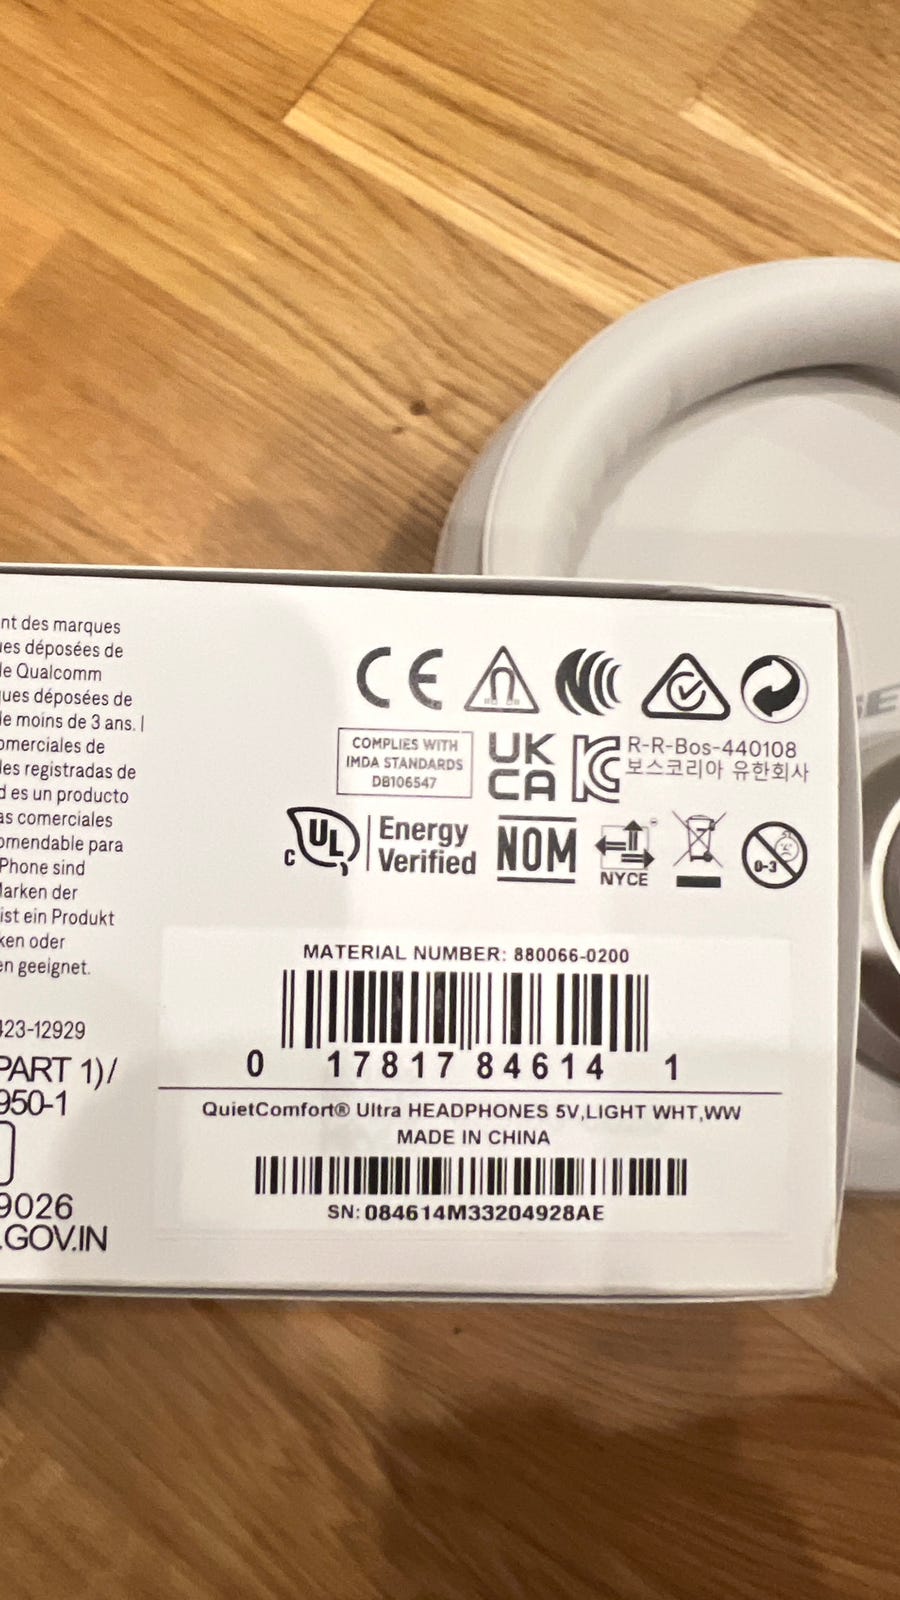 nt des marques
ues déposées de
de Qualcomm
ques déposées de
de moins de 3 ans. |
omerciales de
les registradas de
d es un producto
as comerciales
omendable para
Phone sind
Marken der
ist ein Produkt
ken oder
en geeignet.
423-12929
PART 1)/
950-1
9026
.GOV.IN
CE
COMPLIES WITH
IMDA STANDARDS
DB106547
UK
CA
R-R-Bos-440108
보스코리아 유한회사
C UL Energy
Verified
NOM
NYCE
0-3
MATERIAL NUMBER: 880066-0200
0 17817 84614 1
QuietComfort® Ultra HEADPHONES 5V,LIGHT WHT,WW
MADE IN CHINA
SN: 084614M33204928AE
SE